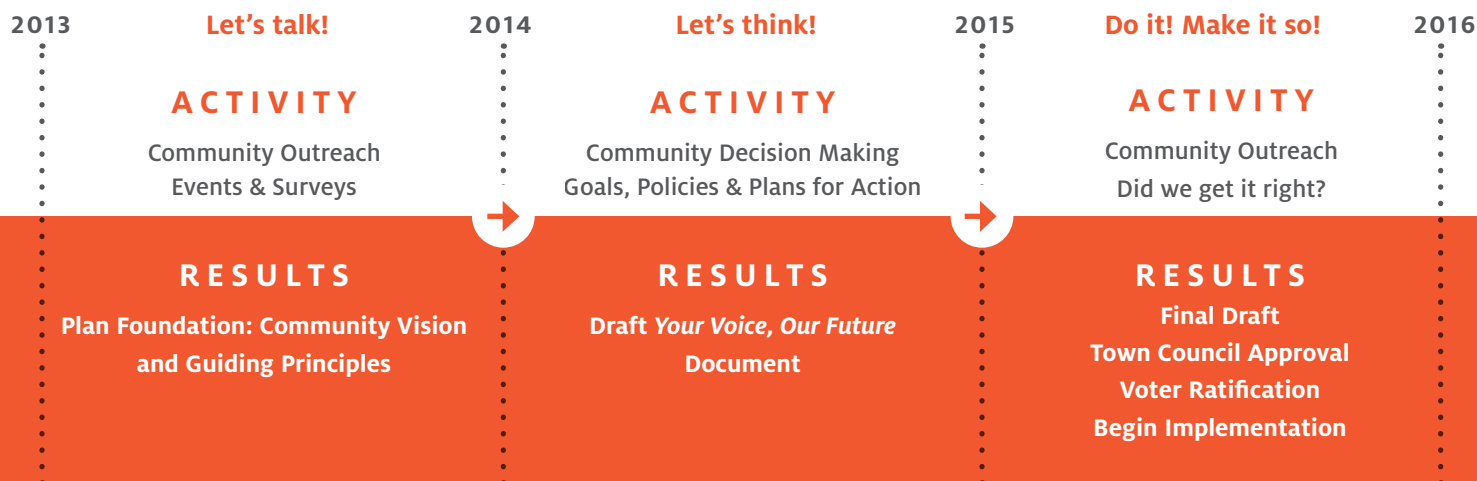 2013 Let's talk! 2014 Let's think! 2015 Do it! Make it so! 2016
ACTIVITY
Community Outreach
Events & Surveys
RESULTS
Plan Foundation: Community Vision
and Guiding Principles
ACTIVITY
Community Decision Making
Goals, Policies & Plans for Action
RESULTS
Draft Your Voice, Our Future
Document
ACTIVITY
Community Outreach
Did we get it right?
RESULTS
Final Draft
Town Council Approval
Voter Ratification
Begin Implementation